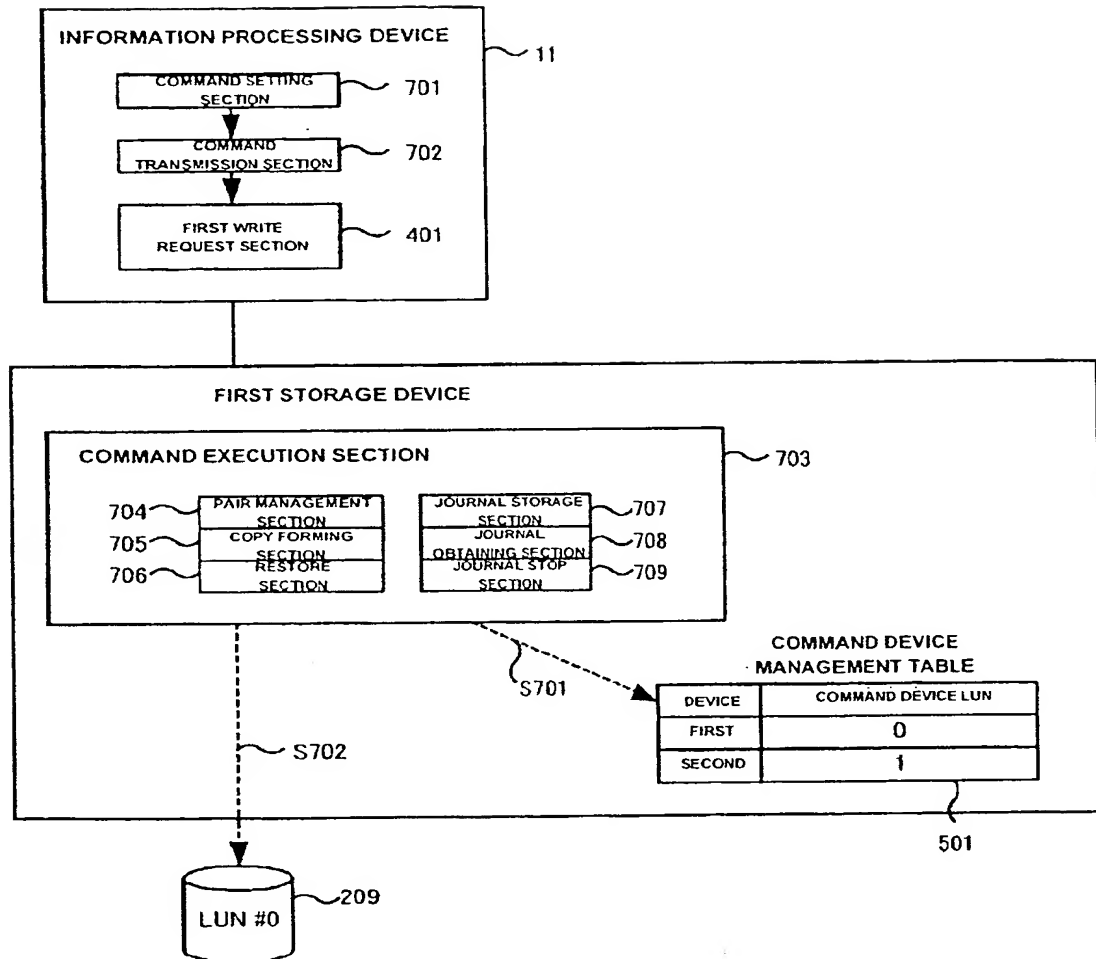 INFORMATION PROCESSING DEVICE
11
COMMAND SETTING
SECTION
701
COMMAND
TRANSMISSION SECTION
702
FIRST WRITE
REQUEST SECTION
401
FIRST STORAGE DEVICE
COMMAND EXECUTION SECTION
703
704
PAIR MANAGEMENT
SECTION
705
COPY FORMING
SECTION
706
RESTORE
SECTION
JOURNAL STORAGE
SECTION
707
JOURNAL
OBTAINING SECTION
708
JOURNAL STOP
SECTION
709
S701
S702
COMMAND DEVICE
MANAGEMENT TABLE
DEVICE COMMAND DEVICE LUN
FIRST 0
SECOND 1
501
209
LUN #0